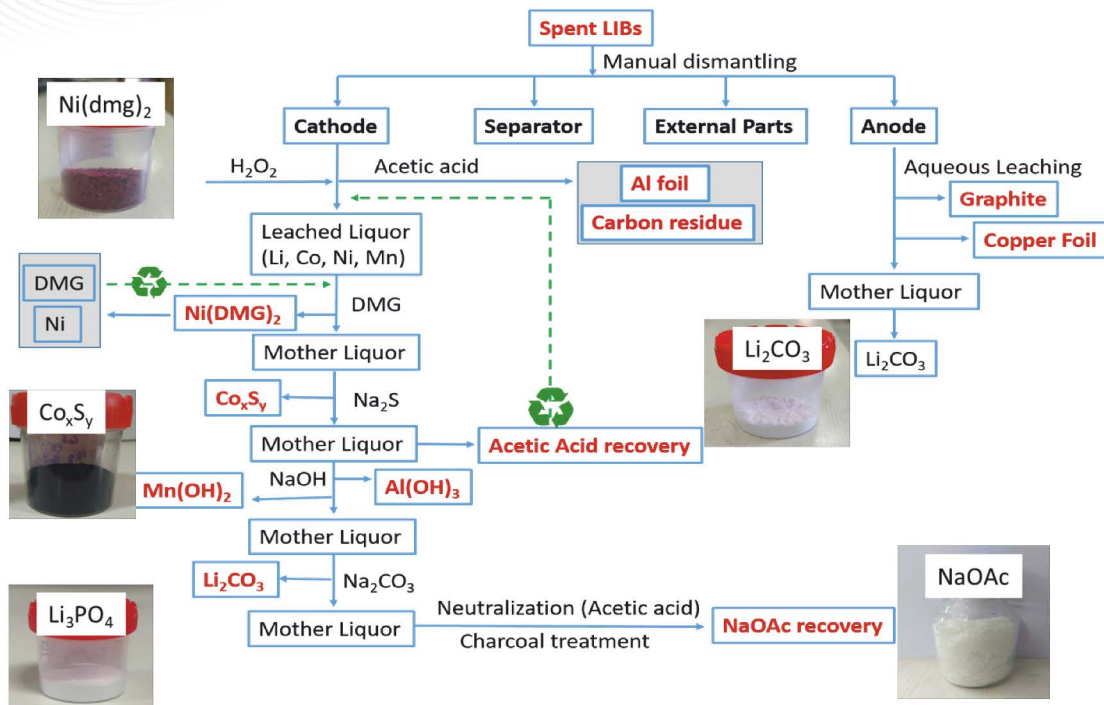 Spent LIBs
Manual dismantling
Ni(dmg)₂
Cathode
Separator
External Parts
Anode
H₂O₂
Acetic acid
Aqueous Leaching
Al foil
Graphite
Carbon residue
Leached Liquor
(Li, Co, Ni, Mn)
Copper Foil
DMG
Ni
Ni(DMG)₂
DMG
Mother Liquor
Mother Liquor
Li₂CO₃
Li₂CO₃
CoₓSᵧ
CoₓSᵧ
Na₂S
Mother Liquor
Acetic Acid recovery
NaOH
Mn(OH)₂
Al(OH)₃
Mother Liquor
Li₂CO₃
Na₂CO₃
Li₃PO₄
Mother Liquor
Neutralization (Acetic acid)
Charcoal treatment
NaOAc recovery
NaOAc